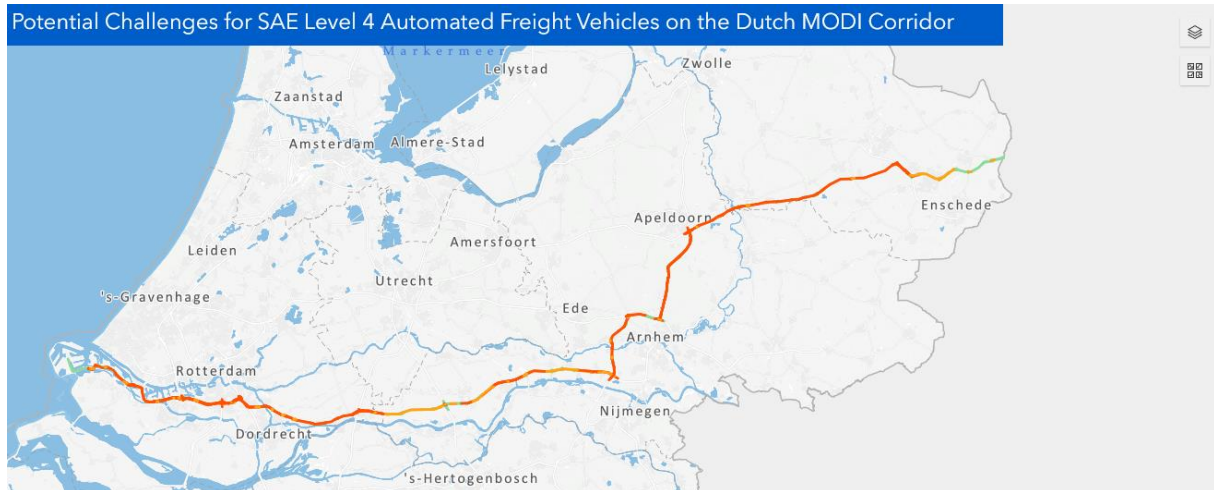 Potential Challenges for SAE Level 4 Automated Freight Vehicles on the Dutch MODI Corridor
Markermeer
Lelystad
Zwolle
Zaanstad
Amsterdam
Almere-Stad
Enschede
Apeldoorn
Amersfoort
Leiden
Utrecht
's-Gravenhage
Ede
Arnhem
Rotterdam
Nijmegen
Dordrecht
's-Hertogenbosch